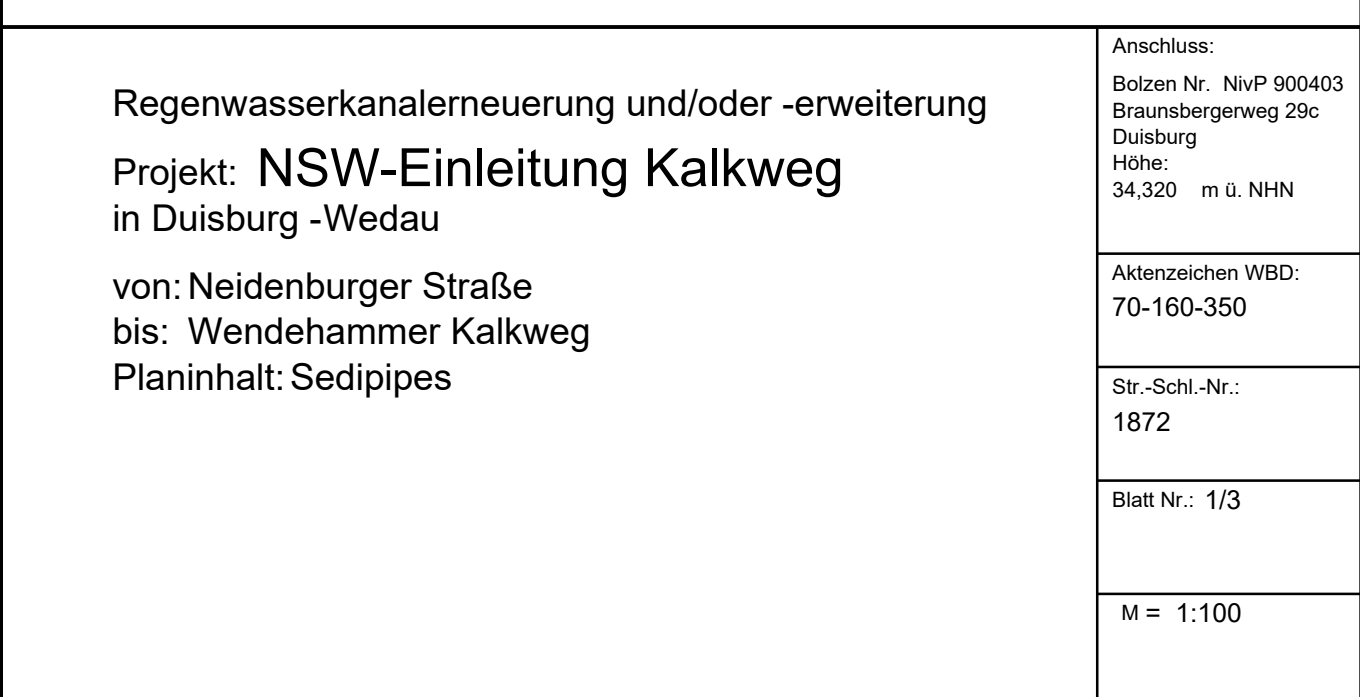 Regenwasserkanalerneuerung und/oder -erweiterung
Projekt: NSW-Einleitung Kalkweg
in Duisburg -Wedau
von: Neidenburger Straße
bis: Wendehammer Kalkweg
Planinhalt: Sedipipes
Anschluss:
Bolzen Nr. NivP 900403
Braunsbergerweg 29c
Duisburg
Höhe:
34,320 m ü. NHN
Aktenzeichen WBD:
70-160-350
Str.-Schl.-Nr.:
1872
Blatt Nr.: 1/3
M = 1:100